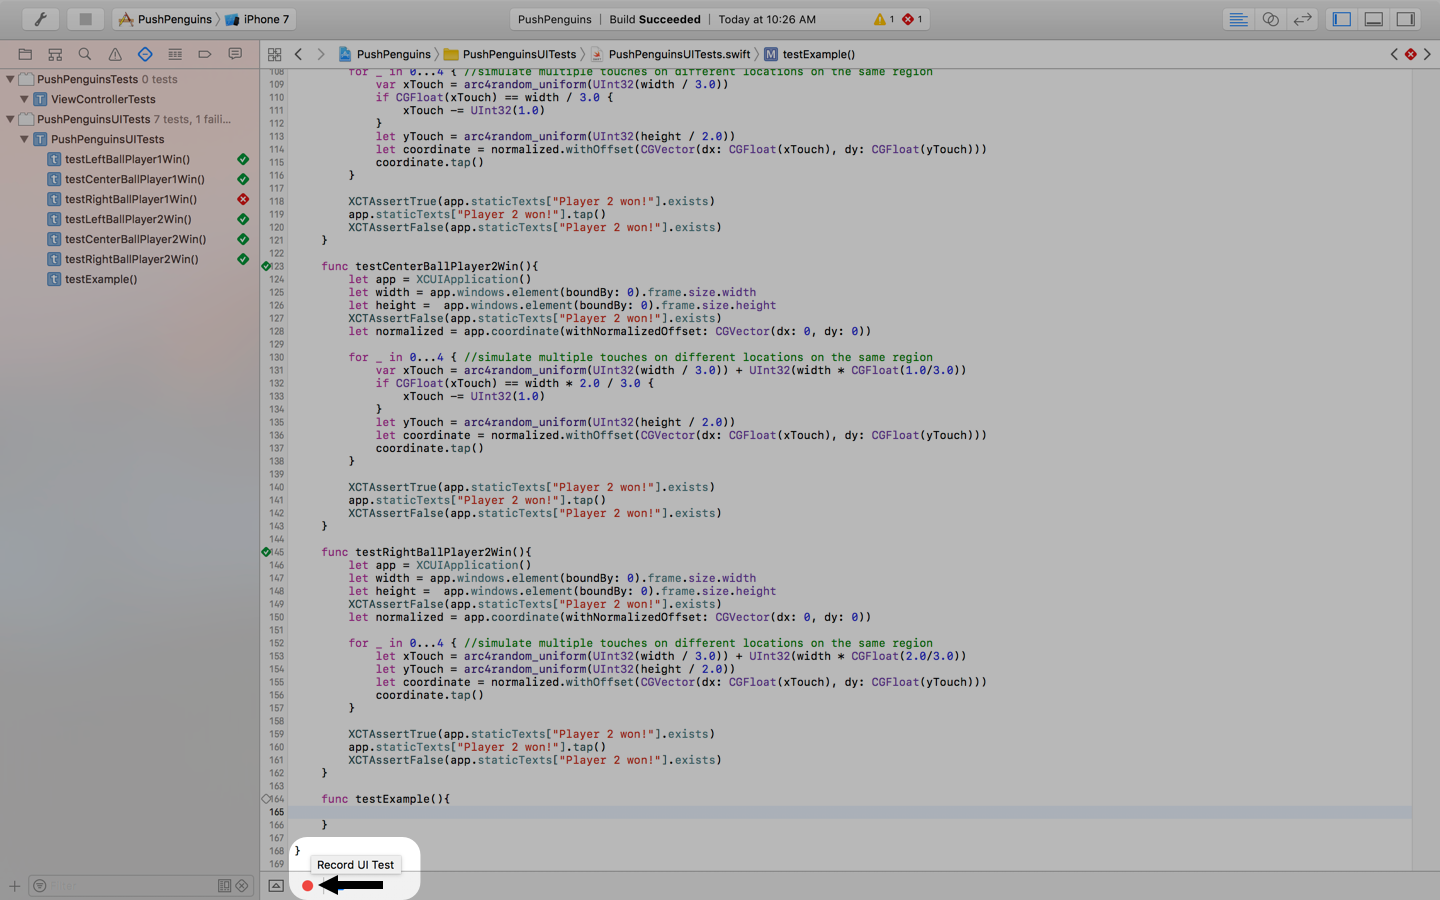 PushPenguins iPhone 7
PushPenguins | Build Succeeded | Today at 10:26 AM 1 1
PushPenguins PushPenguinsUITests PushPenguinsUITests.swift M testExample()
PushPenguinsTests 0 tests
T ViewControllerTests
PushPenguinsUITests 7 tests, 1 faili...
T PushPenguinsUITests
t testLeftBallPlayer1Win()
t testCenterBallPlayer1Win()
t testRightBallPlayer1Win()
t testLeftBallPlayer2Win()
t testCenterBallPlayer2Win()
t testRightBallPlayer2Win()
t testExample()
108 for _ in 0...4 { //simulate multiple touches on different locations on the same region
109 var xTouch = arc4random_uniform(UInt32(width / 3.0))
110 if CGFloat(xTouch) == width / 3.0 {
111 xTouch -= UInt32(1.0)
112 }
113 let yTouch = arc4random_uniform(UInt32(height / 2.0))
114 let coordinate = normalized.withOffset(CGVector(dx: CGFloat(xTouch), dy: CGFloat(yTouch)))
115 coordinate.tap()
116 }
117
118 XCTAssertTrue(app.staticTexts["Player 2 won!"].exists)
119 app.staticTexts["Player 2 won!"].tap()
120 XCTAssertFalse(app.staticTexts["Player 2 won!"].exists)
121 }
122
123 func testCenterBallPlayer2Win(){
124 let app = XCUIApplication()
125 let width = app.windows.element(boundBy: 0).frame.size.width
126 let height =  app.windows.element(boundBy: 0).frame.size.height
127 XCTAssertFalse(app.staticTexts["Player 2 won!"].exists)
128 let normalized = app.coordinate(withNormalizedOffset: CGVector(dx: 0, dy: 0))
129
130 for _ in 0...4 { //simulate multiple touches on different locations on the same region
131 var xTouch = arc4random_uniform(UInt32(width / 3.0)) + UInt32(width * CGFloat(1.0/3.0))
132 if CGFloat(xTouch) == width * 2.0 / 3.0 {
133 xTouch -= UInt32(1.0)
134 }
135 let yTouch = arc4random_uniform(UInt32(height / 2.0))
136 let coordinate = normalized.withOffset(CGVector(dx: CGFloat(xTouch), dy: CGFloat(yTouch)))
137 coordinate.tap()
138 }
139
140 XCTAssertTrue(app.staticTexts["Player 2 won!"].exists)
141 app.staticTexts["Player 2 won!"].tap()
142 XCTAssertFalse(app.staticTexts["Player 2 won!"].exists)
143 }
144
145 func testRightBallPlayer2Win(){
146 let app = XCUIApplication()
147 let width = app.windows.element(boundBy: 0).frame.size.width
148 let height =  app.windows.element(boundBy: 0).frame.size.height
149 XCTAssertFalse(app.staticTexts["Player 2 won!"].exists)
150 let normalized = app.coordinate(withNormalizedOffset: CGVector(dx: 0, dy: 0))
151
152 for _ in 0...4 { //simulate multiple touches on different locations on the same region
153 let xTouch = arc4random_uniform(UInt32(width / 3.0)) + UInt32(width * CGFloat(2.0/3.0))
154 let yTouch = arc4random_uniform(UInt32(height / 2.0))
155 let coordinate = normalized.withOffset(CGVector(dx: CGFloat(xTouch), dy: CGFloat(yTouch)))
156 coordinate.tap()
157 }
158
159 XCTAssertTrue(app.staticTexts["Player 2 won!"].exists)
160 app.staticTexts["Player 2 won!"].tap()
161 XCTAssertFalse(app.staticTexts["Player 2 won!"].exists)
162 }
163
164 func testExample(){
165
166 }
167
168 }
169
Record UI Test